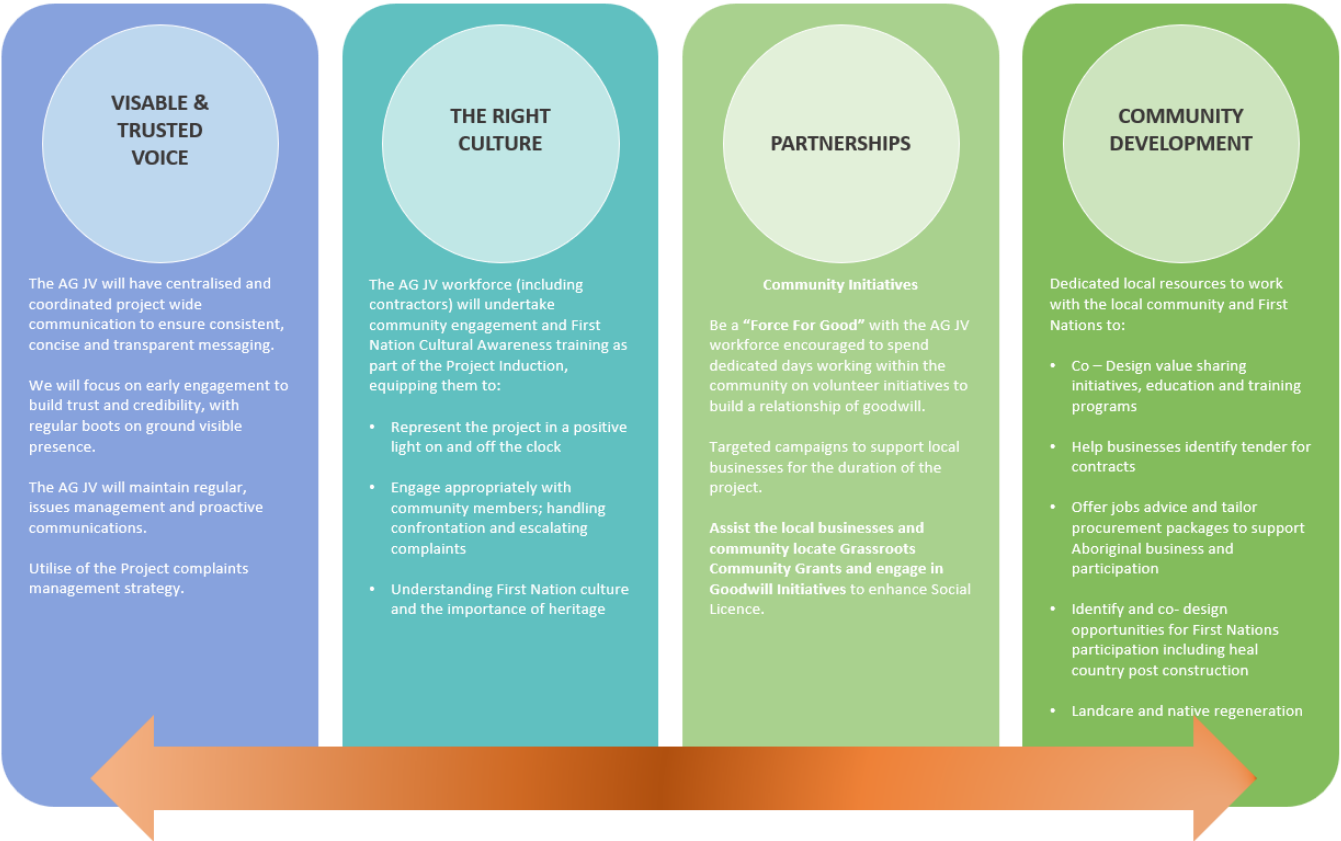 VISABLE &
TRUSTED
VOICE
The AG JV will have centralised and
coordinated project wide
communication to ensure consistent,
concise and transparent messaging.
We will focus on early engagement to
build trust and credibility, with
regular boots on ground visible
presence.
The AG JV will maintain regular,
issues management and proactive
communications.
Utilise of the Project complaints
management strategy.
THE RIGHT
CULTURE
The AG JV workforce (including
contractors) will undertake
community engagement and First
Nation Cultural Awareness training as
part of the Project Induction,
equipping them to:
• Represent the project in a positive
light on and off the clock
• Engage appropriately with
community members; handling
confrontation and escalating
complaints
• Understanding First Nation culture
and the importance of heritage
PARTNERSHIPS
Community Initiatives
Be a “Force For Good” with the AG JV
workforce encouraged to spend
dedicated days working within the
community on volunteer initiatives to
build a relationship of goodwill.
Targeted campaigns to support local
businesses for the duration of the
project.
Assist the local businesses and
community locate Grassroots
Community Grants and engage in
Goodwill Initiatives to enhance Social
Licence.
COMMUNITY
DEVELOPMENT
Dedicated local resources to work
with the local community and First
Nations to:
• Co – Design value sharing
initiatives, education and training
programs
• Help businesses identify tender for
contracts
• Offer jobs advice and tailor
procurement packages to support
Aboriginal business and
participation
• Identify and co- design
opportunities for First Nations
participation including heal
country post construction
• Landcare and native regeneration